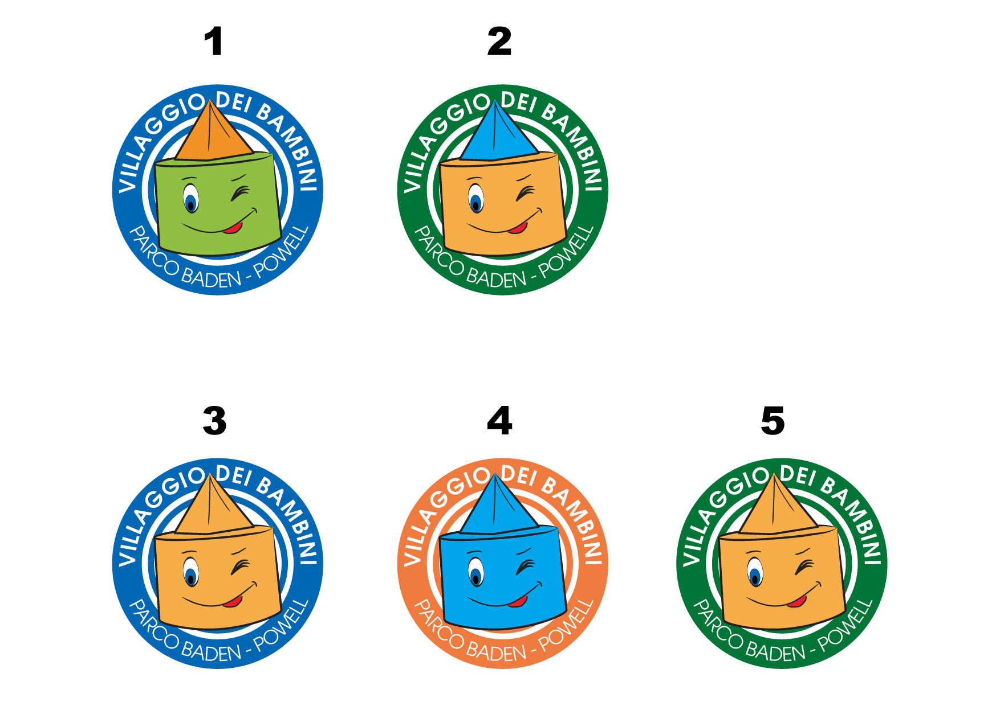 1
VILLAGGIO DEI BAMBINI
PARCO BADEN - POWELL
2
VILLAGGIO DEI BAMBINI
PARCO BADEN - POWELL
3
VILLAGGIO DEI BAMBINI
PARCO BADEN - POWELL
4
VILLAGGIO DEI BAMBINI
PARCO BADEN - POWELL
5
VILLAGGIO DEI BAMBINI
PARCO BADEN - POWELL